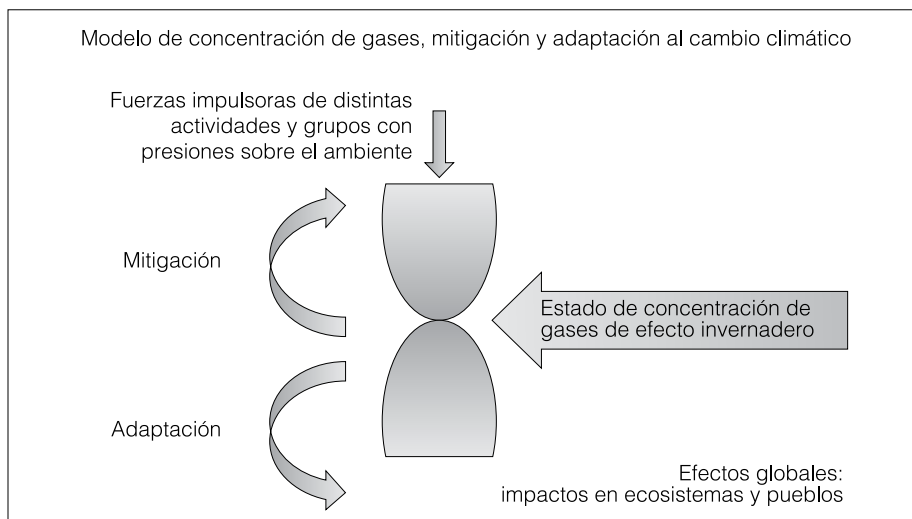 Modelo de concentración de gases, mitigación y adaptación al cambio climático
Fuerzas impulsoras de distintas
actividades y grupos con
presiones sobre el ambiente
Mitigación
Estado de concentración de
gases de efecto invernadero
Adaptación
Efectos globales:
impactos en ecosistemas y pueblos